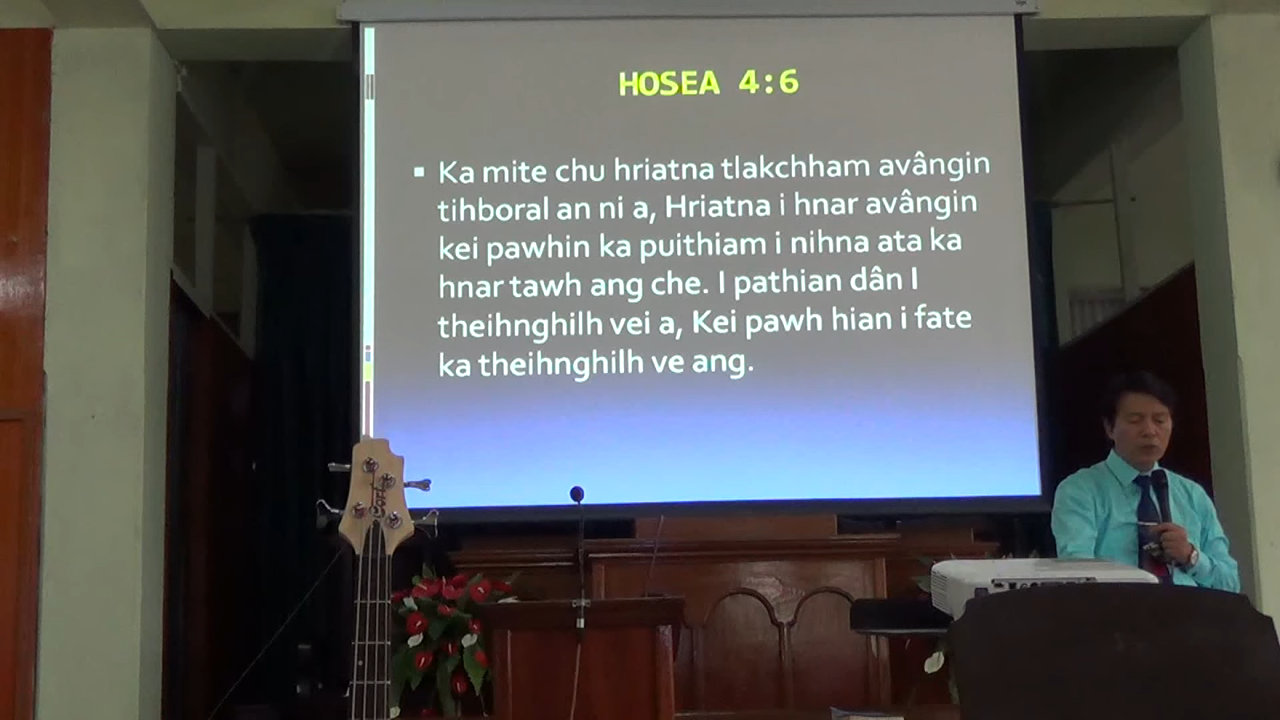 HOSEA 4:6
▪ Ka mite chu hriatna tlakchham avângin
tihboral an ni a, Hriatna i hnar avângin
kei pawhin ka puithiam i nihna ata ka
hnar tawh ang che. I pathian dân I
theihnghilh vei a, Kei pawh hian i fate
ka theihnghilh ve ang.
Cort